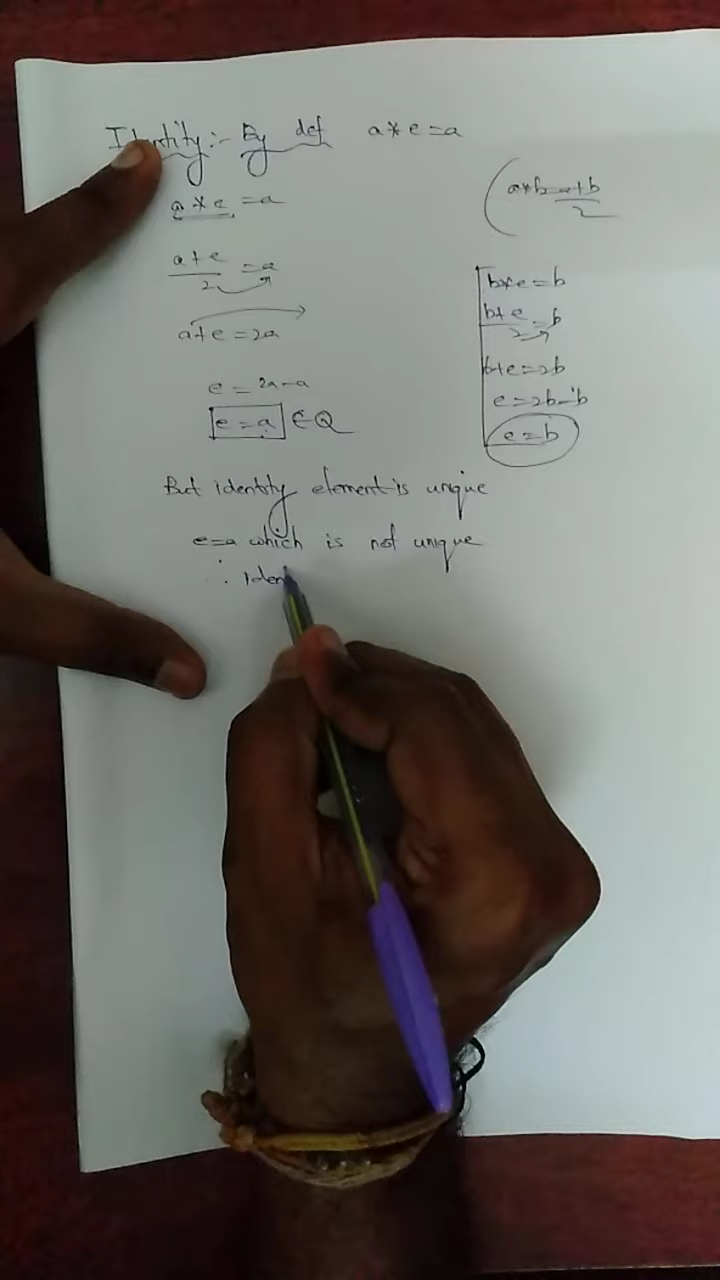 Identity:- By def a*e=a
(a*b=a+b/2
a*e=a
a+e/2=a
a+e=2a
e=2a-a
e=a ∈Q
b*e=b
b+e/2=b
b+e=2b
e=2b-b
e=b
But identity element is unique
e=a which is not unique
∴ iden